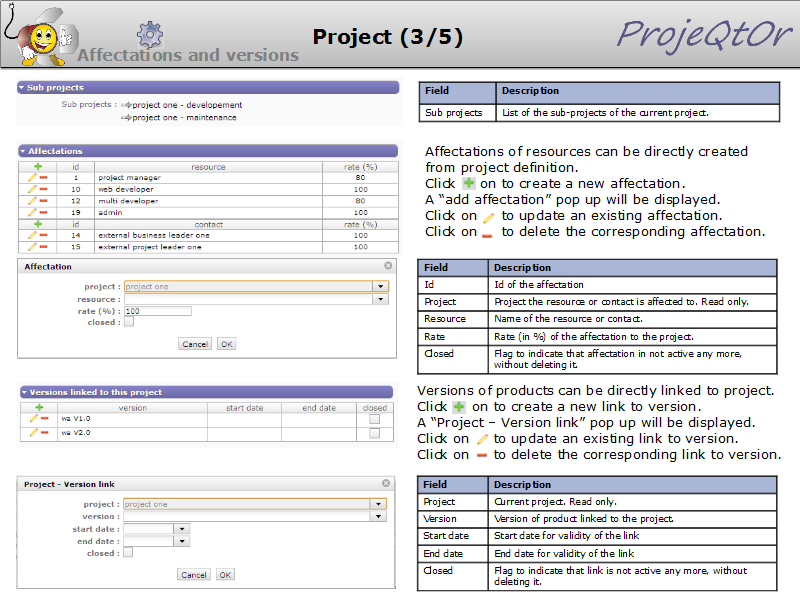 Project (3/5)
ProjeQtOr
Affectations and versions
Sub projects
Sub projects : project one - developement
project one - maintenance
Field Description
Sub projects List of the sub-projects of the current project.
Affectations
id resource rate (%)
1 project manager 80
10 web developer 100
12 multi developer 80
19 admin 100
id contact rate (%)
14 external business leader one 100
15 external project leader one 100
Affectations of resources can be directly created
from project definition.
Click on to create a new affectation.
A “add affectation” pop up will be displayed.
Click on to update an existing affectation.
Click on to delete the corresponding affectation.
Affectation
project : project one
resource :
rate (%) : 100
closed :
Cancel OK
Field Description
Id Id of the affectation
Project Project the resource or contact is affected to. Read only.
Resource Name of the resource or contact.
Rate Rate (in %) of the affectation to the project.
Closed Flag to indicate that affectation in not active any more,
without deleting it.
Versions linked to this project
version start date end date closed
wa V1.0
wa V2.0
Versions of products can be directly linked to project.
Click on to create a new link to version.
A “Project – Version link” pop up will be displayed.
Click on to update an existing link to version.
Click on to delete the corresponding link to version.
Project - Version link
project : project one
version :
start date :
end date :
closed :
Cancel OK
Field Description
Project Current project. Read only.
Version Version of product linked to the project.
Start date Start date for validity of the link
End date End date for validity of the link
Closed Flag to indicate that link is not active any more, without
deleting it.